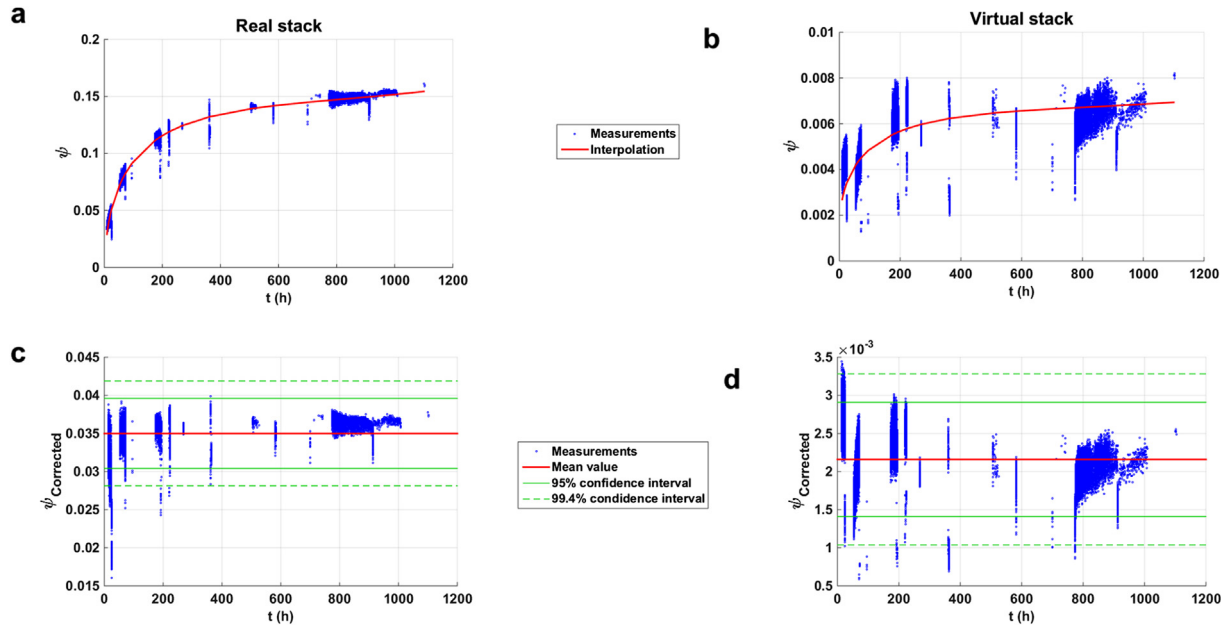 a
Real stack
0.2
0.15
0.1
0.05
0
ψ
0 200 400 600 800 1000 1200
t (h)
Measurements
Interpolation
b
Virtual stack
0.01
0.008
0.006
0.004
0.002
0
ψ
0 200 400 600 800 1000 1200
t (h)
c
0.045
0.04
0.035
0.03
0.025
0.02
0.015
ψ Corrected
0 200 400 600 800 1000 1200
t (h)
Measurements
Mean value
95% confidence interval
99.4% condidence interval
d
×10⁻³
3.5
3
2.5
2
1.5
1
0.5
ψ Corrected
0 200 400 600 800 1000 1200
t (h)